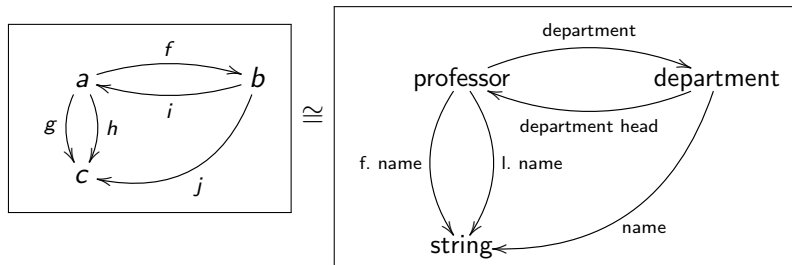 f
a
b
i
g
h
c
j
≅
department
professor
department
department head
f. name
l. name
name
string